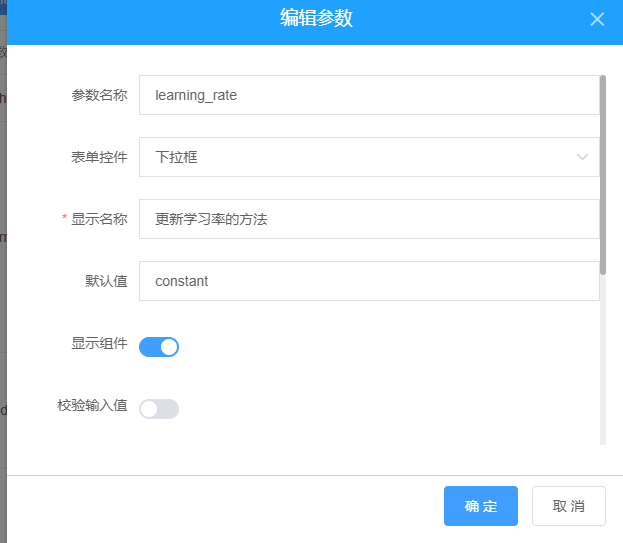 编辑参数
参数名称 learning_rate
表单控件 下拉框
* 显示名称 更新学习率的方法
默认值 constant
显示组件
校验输入值
确定 取消